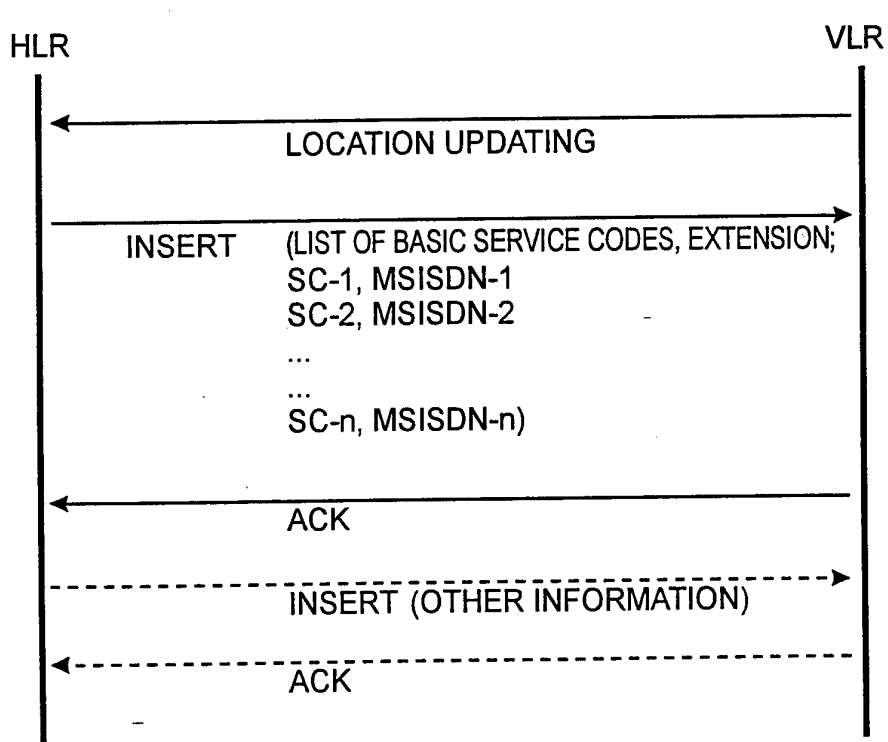 HLR
VLR
LOCATION UPDATING
INSERT (LIST OF BASIC SERVICE CODES, EXTENSION;
SC-1, MSISDN-1
SC-2, MSISDN-2
...
...
SC-n, MSISDN-n)
ACK
INSERT (OTHER INFORMATION)
ACK